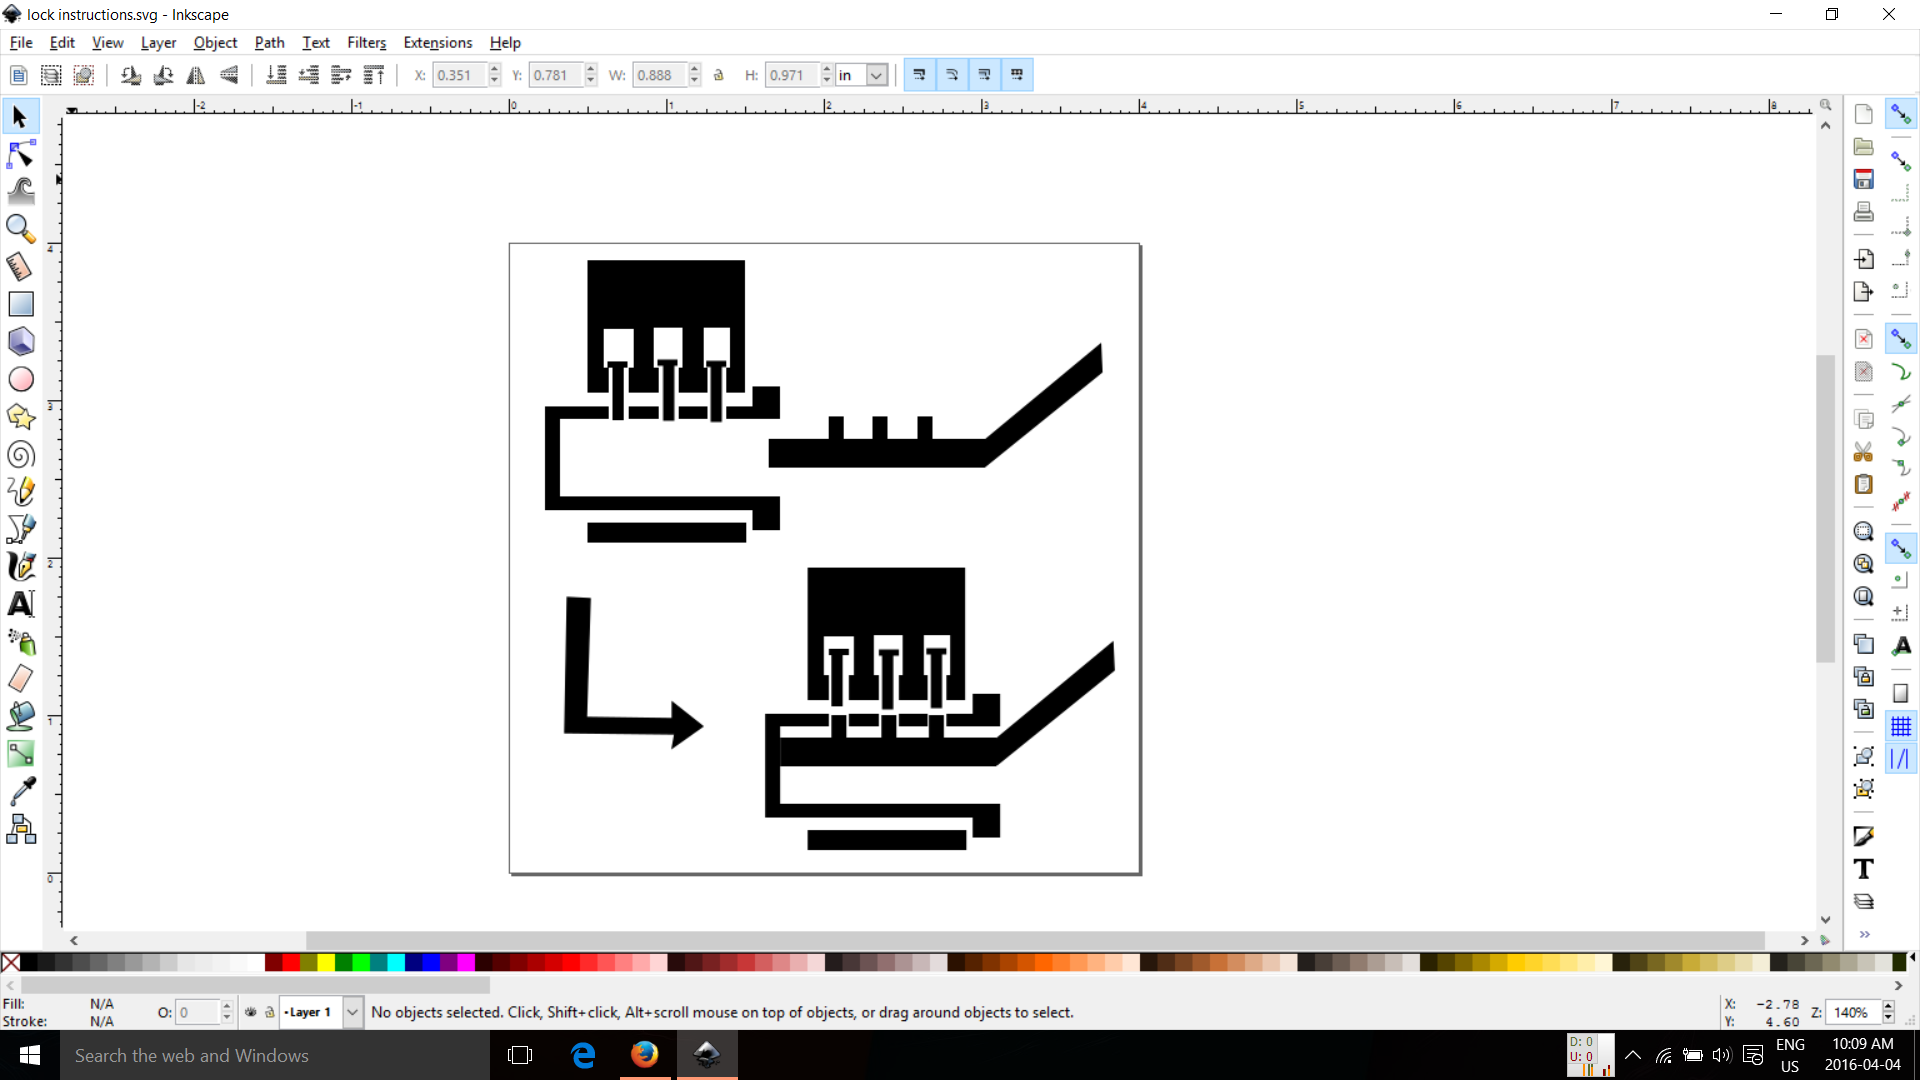 lock instructions.svg - Inkscape
File Edit View Layer Object Path Text Filters Extensions Help
X: 0.351 Y: 0.781 W: 0.888 H: 0.971 in
-2 -1 0 1 2 3 4 5 6 7 8
4
3
2
1
0
Fill: N/A
Stroke: N/A
O: 0
Layer 1
No objects selected. Click, Shift+click, Alt+scroll mouse on top of objects, or drag around objects to select.
X: -2.78
Y: 4.60
Z: 140%
Search the web and Windows
D: 0
U: 0
ENG
US
10:09 AM
2016-04-04